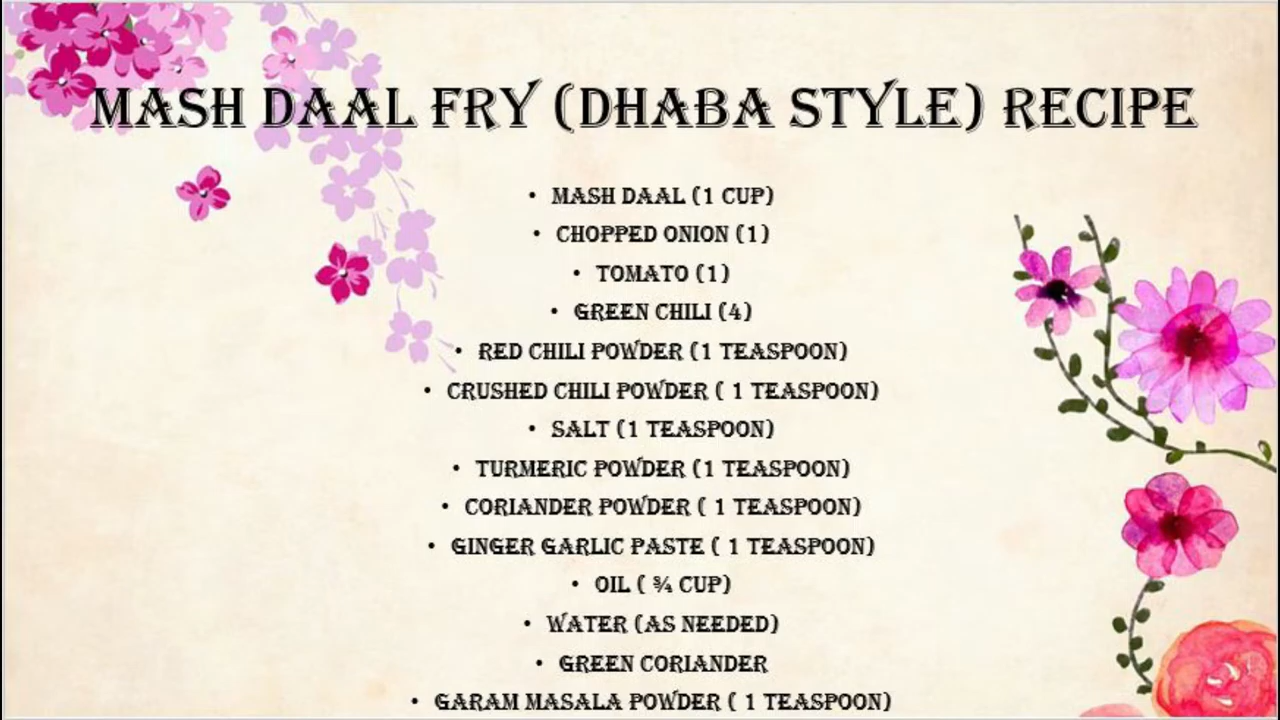 MASH DAAL FRY (DHABA STYLE) RECIPE
• MASH DAAL (1 CUP)
• CHOPPED ONION (1)
• TOMATO (1)
• GREEN CHILI (4)
• RED CHILI POWDER (1 TEASPOON)
• CRUSHED CHILI POWDER ( 1 TEASPOON)
• SALT (1 TEASPOON)
• TURMERIC POWDER (1 TEASPOON)
• CORIANDER POWDER ( 1 TEASPOON)
• GINGER GARLIC PASTE ( 1 TEASPOON)
• OIL ( ¾ CUP)
• WATER (AS NEEDED)
• GREEN CORIANDER
• GARAM MASALA POWDER ( 1 TEASPOON)